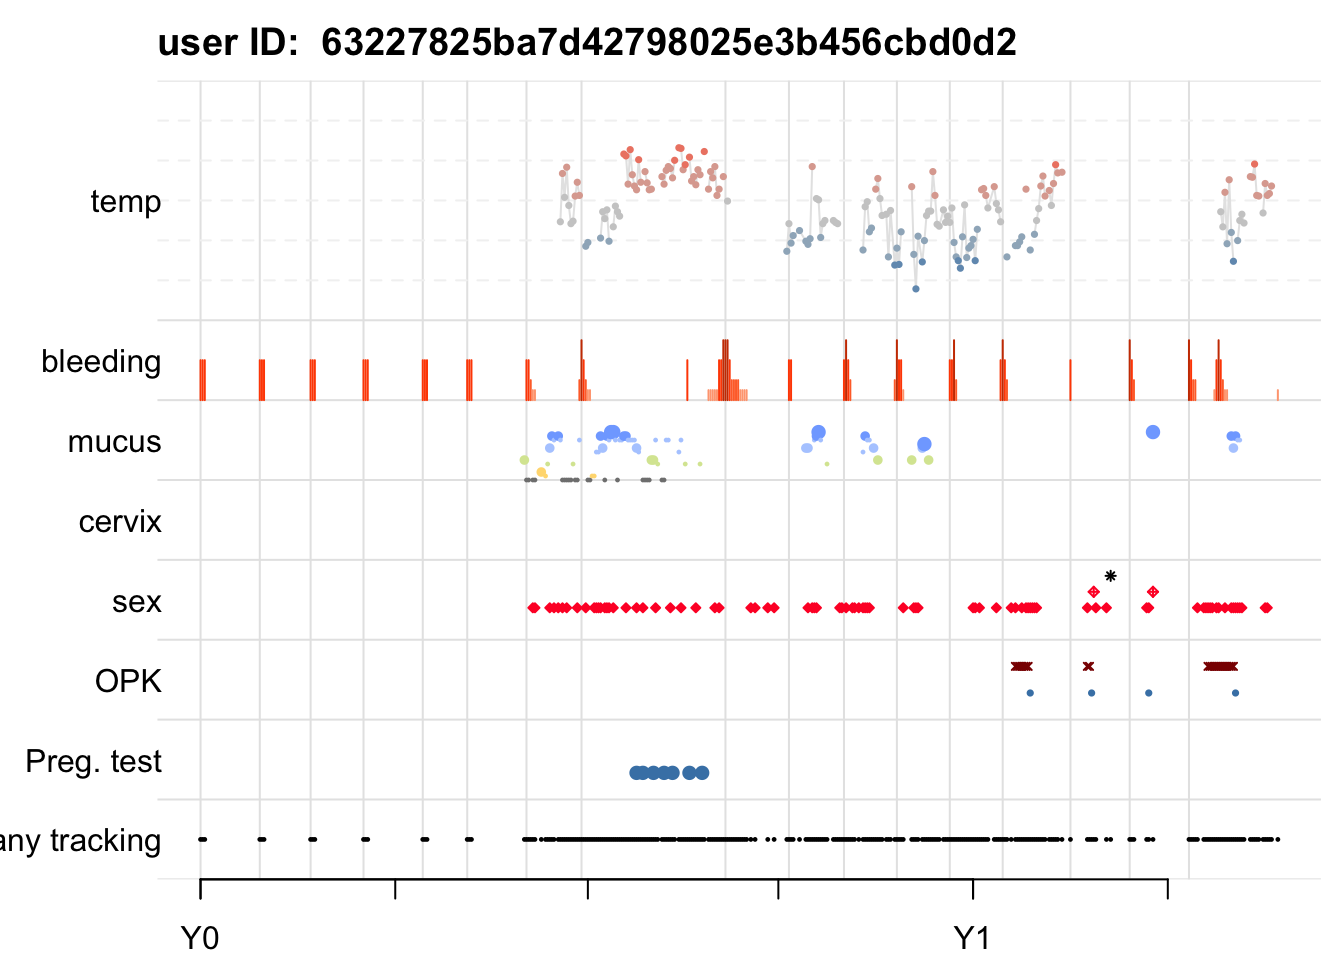 user ID:  63227825ba7d42798025e3b456cbd0d2
temp
bleeding
mucus
cervix
sex
OPK
Preg. test
any tracking
Y0 Y1